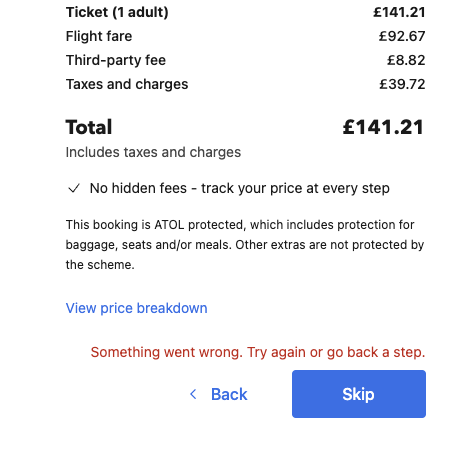 Ticket (1 adult) £141.21
Flight fare £92.67
Third-party fee £8.82
Taxes and charges £39.72
Total £141.21
Includes taxes and charges
No hidden fees - track your price at every step
This booking is ATOL protected, which includes protection for
baggage, seats and/or meals. Other extras are not protected by
the scheme.
View price breakdown
Something went wrong. Try again or go back a step.
Back Skip